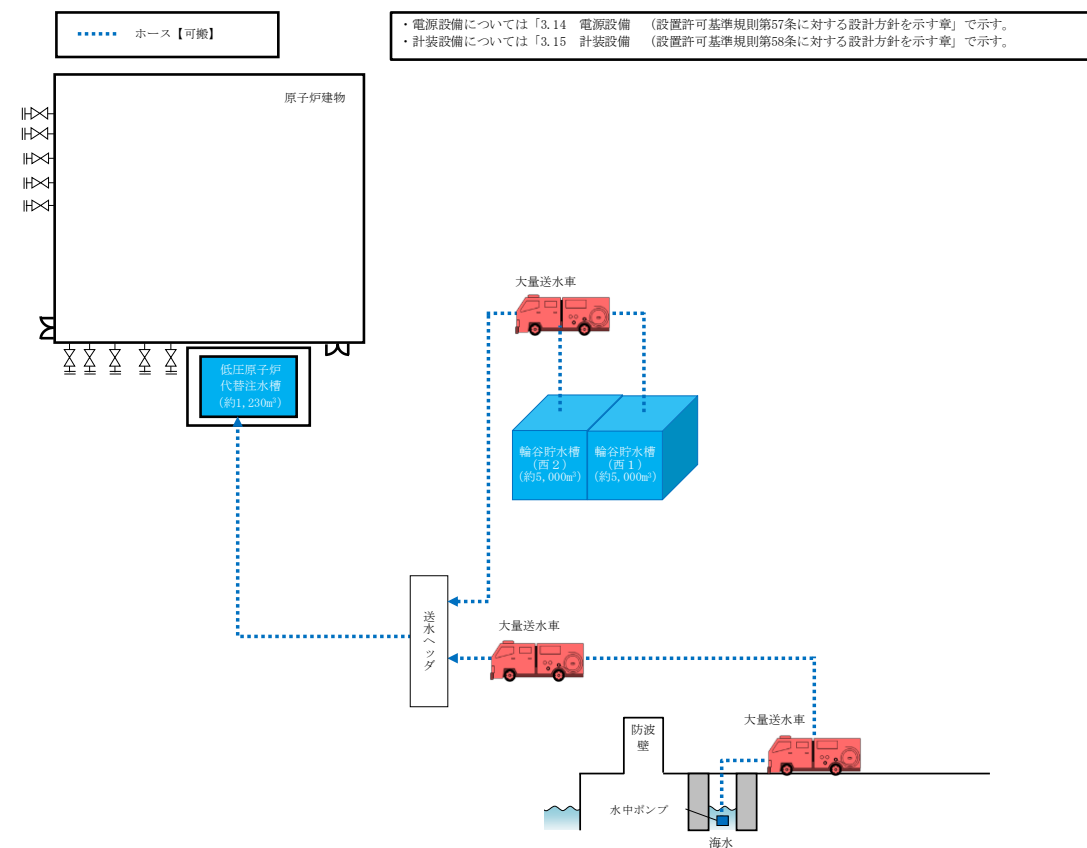 ホース【可搬】
・電源設備については「3.14　電源設備　（設置許可基準規則第57条に対する設計方針を示す章」で示す。
・計装設備については「3.15　計装設備　（設置許可基準規則第58条に対する設計方針を示す章」で示す。
原子炉建物
大量送水車
低圧原子炉
代替注水槽
(約1,230m³)
輪谷貯水槽
(西２)
(約5,000m³)
輪谷貯水槽
(西１)
(約5,000m³)
送水ヘッダ
大量送水車
大量送水車
防波
壁
水中ポンプ
海水